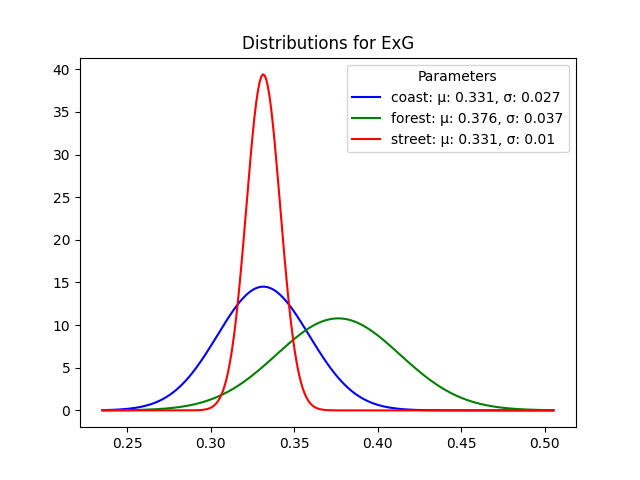 Distributions for ExG
Parameters
coast: μ: 0.331, σ: 0.027
forest: μ: 0.376, σ: 0.037
street: μ: 0.331, σ: 0.01
40
35
30
25
20
15
10
5
0
0.25 0.30 0.35 0.40 0.45 0.50